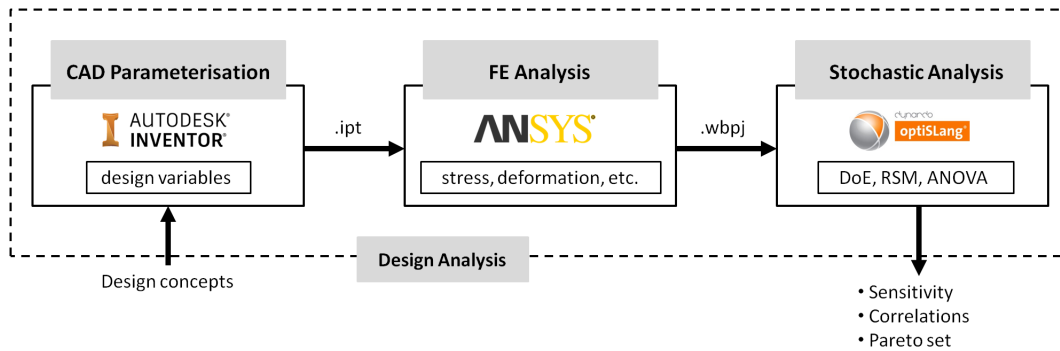 CAD Parameterisation
AUTODESK®
INVENTOR®
design variables
.ipt
FE Analysis
ANSYS®
stress, deformation, etc.
.wbpj
Stochastic Analysis
dynardo
optiSLang®
DoE, RSM, ANOVA
Design Analysis
Design concepts
• Sensitivity
• Correlations
• Pareto set